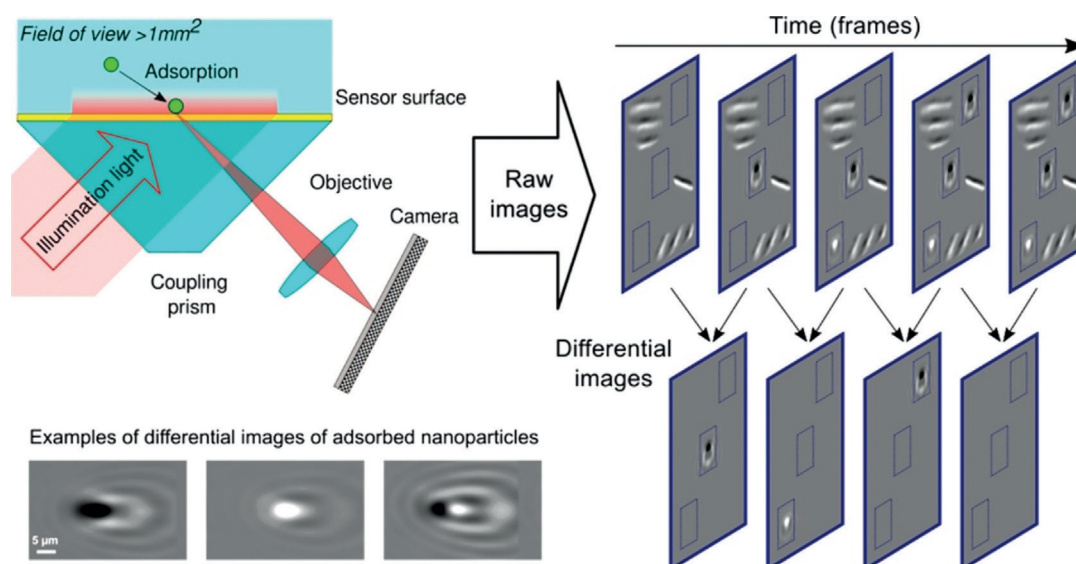 Field of view >1mm²
Adsorption
Sensor surface
Illumination light
Objective
Camera
Coupling
prism
Raw
images
Time (frames)
Differential
images
Examples of differential images of adsorbed nanoparticles
5 μm